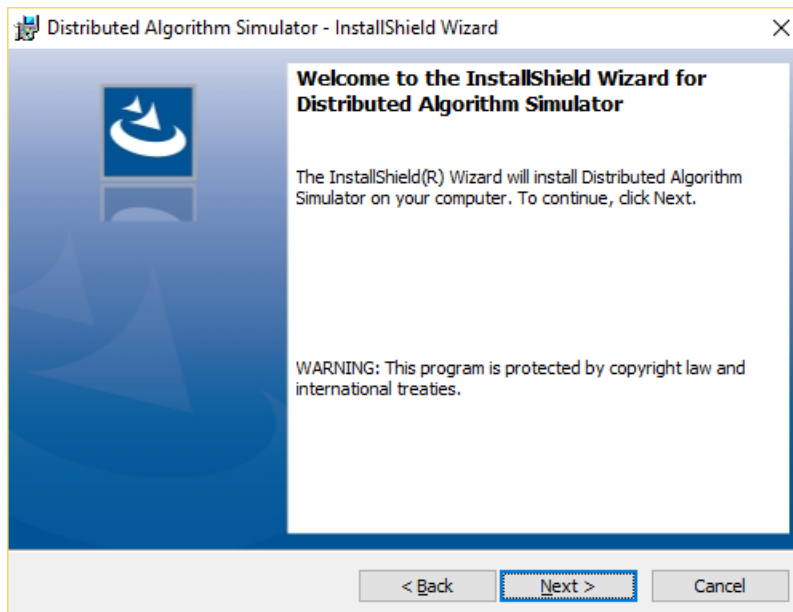 Distributed Algorithm Simulator - InstallShield Wizard
Welcome to the InstallShield Wizard for
Distributed Algorithm Simulator
The InstallShield(R) Wizard will install Distributed Algorithm
Simulator on your computer. To continue, click Next.
WARNING: This program is protected by copyright law and
international treaties.
< Back
Next >
Cancel